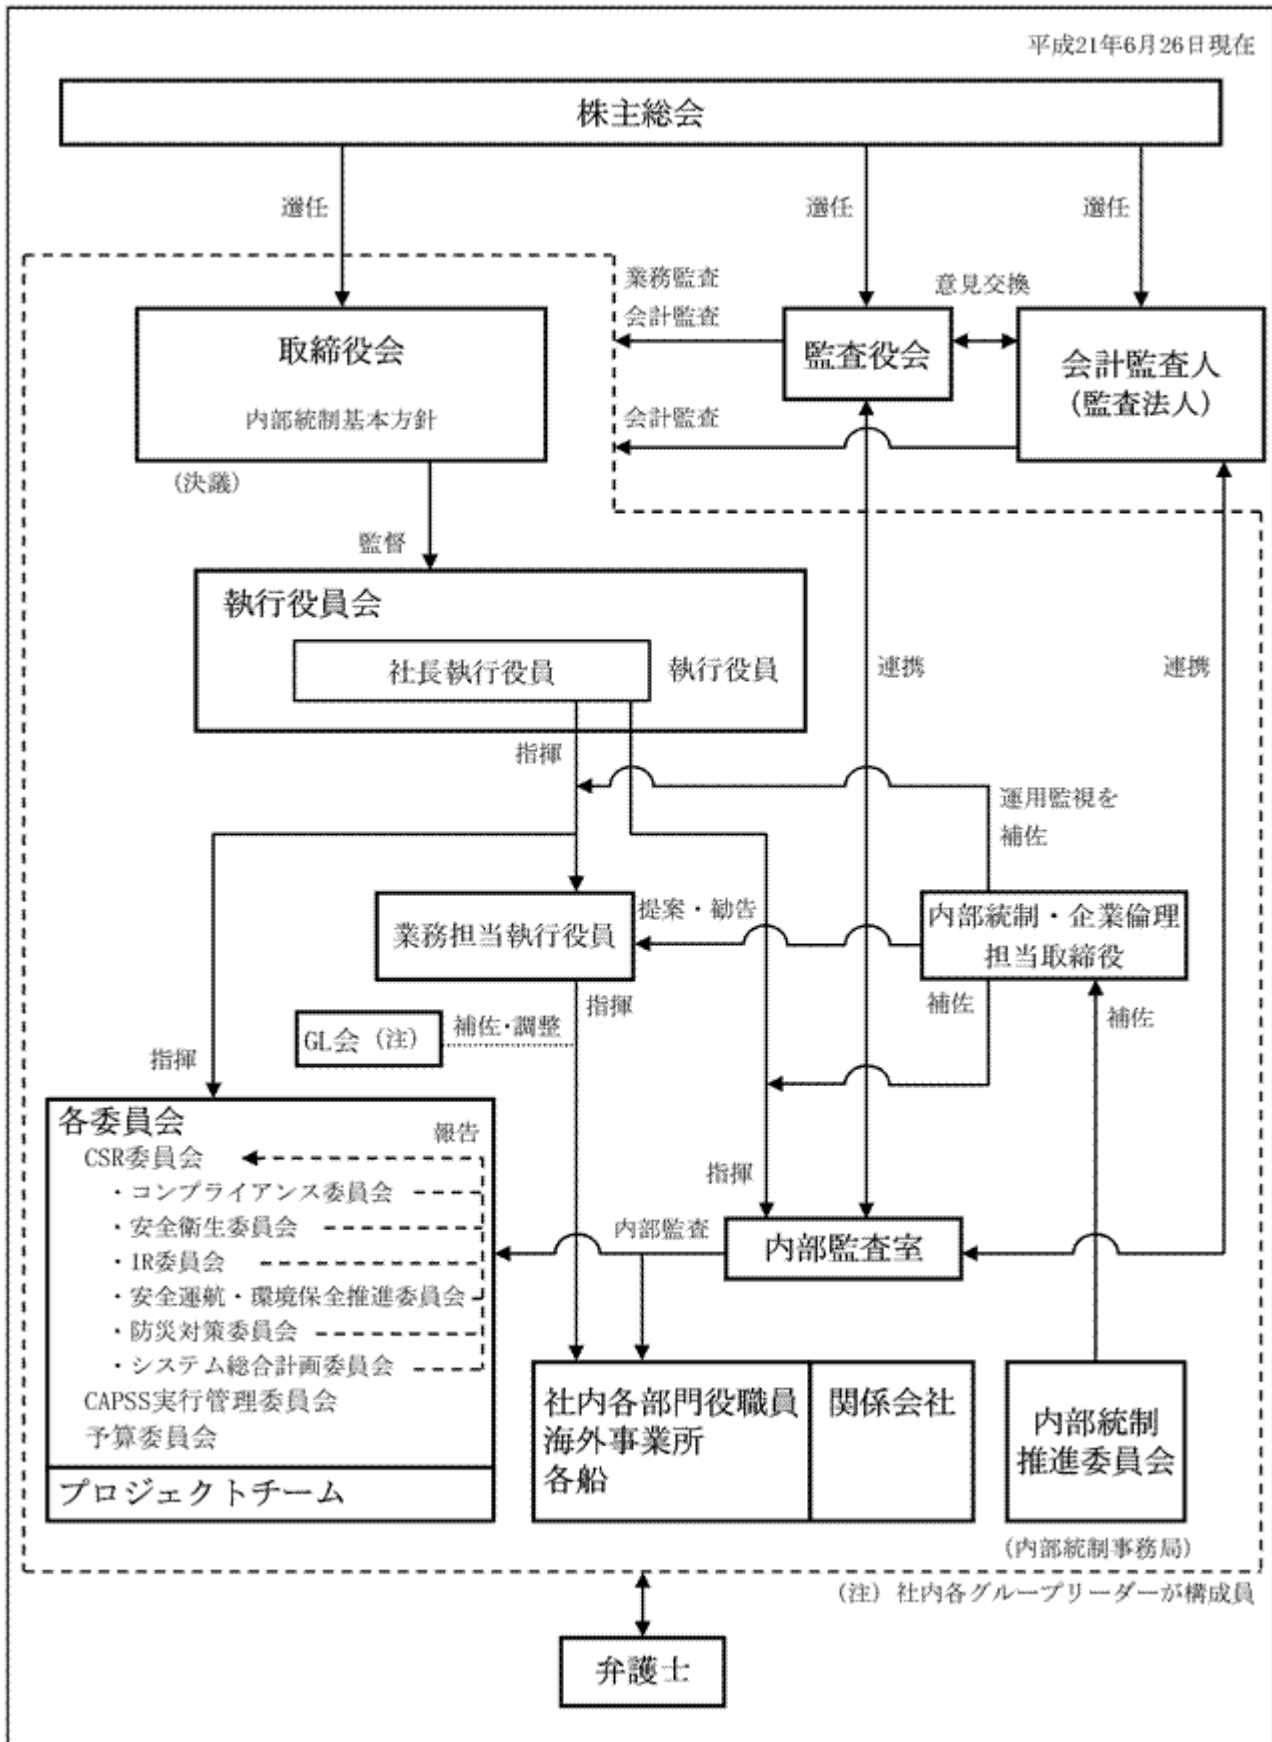 平成21年6月26日現在
株主総会
選任
選任
選任
業務監査
会計監査
意見交換
取締役会
内部統制基本方針
監査役会
会計監査人
（監査法人）
会計監査
(決議)
監督
執行役員会
社長執行役員
執行役員
連携
連携
指揮
運用監視を
補佐
業務担当執行役員
提案・勧告
内部統制・企業倫理
担当取締役
指揮
補佐
補佐
GL会（注）
補佐・調整
指揮
各委員会
報告
CSR委員会
・コンプライアンス委員会
・安全衛生委員会
・IR委員会
・安全運航・環境保全推進委員会
・防災対策委員会
・システム総合計画委員会
CAPSS実行管理委員会
予算委員会
プロジェクトチーム
指揮
内部監査
内部監査室
社内各部門役職員
海外事業所
各船
関係会社
内部統制
推進委員会
(内部統制事務局)
（注）社内各グループリーダーが構成員
弁護士